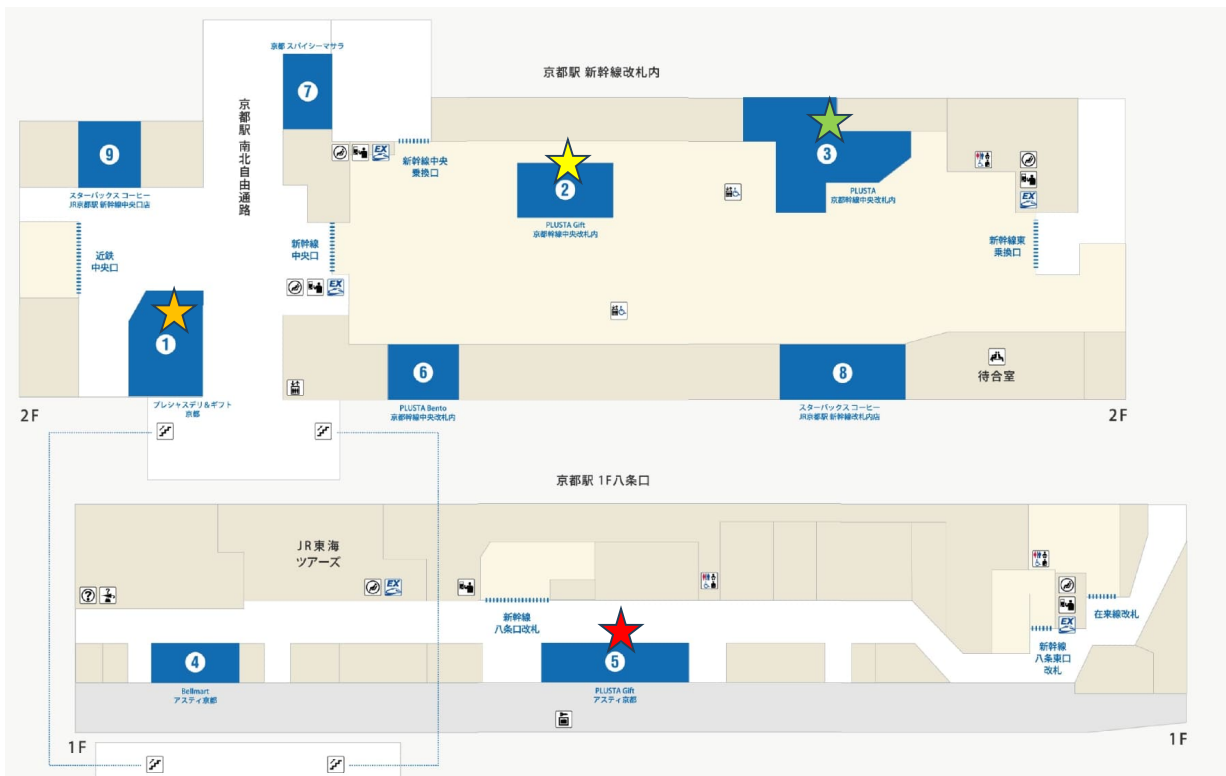 京都 スパイシーマサラ
7
京都駅 新幹線改札内
京都駅 南北自由通路
9
スターバックス コーヒー
JR京都駅 新幹線中央口店
EX
新幹線中央
乗換口
2
PLUSTA Gift
京都幹線中央改札内
3
PLUSTA
京都幹線中央改札内
EX
近鉄
中央口
新幹線
中央口
新幹線東
乗換口
EX
1
プレシャスデリ&ギフト
京都
6
PLUSTA Bento
京都幹線中央改札内
8
スターバックス コーヒー
JR京都駅 新幹線改札内店
待合室
2F
2F
京都駅 1F八条口
JR東海
ツアーズ
?
EX
新幹線
八条口改札
在来線改札
EX
新幹線
八条東口
改札
4
Bellmart
アスティ京都
5
PLUSTA Gift
アスティ京都
1F
1F